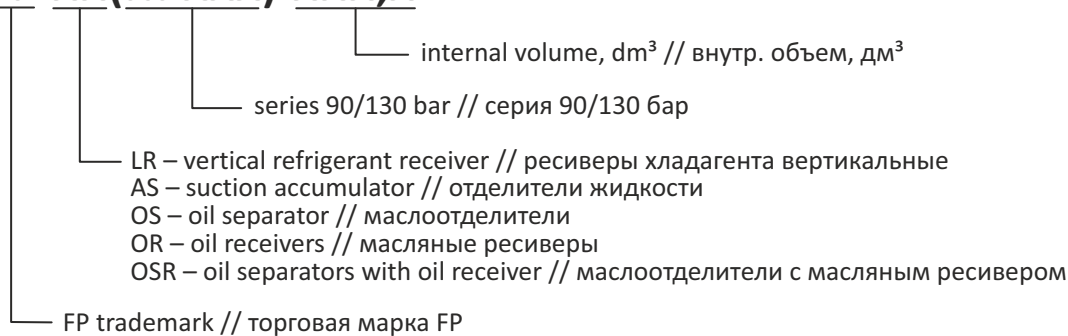 internal volume, dm³ // внутр. объем, дм³
series 90/130 bar // серия 90/130 бар
LR – vertical refrigerant receiver // ресиверы хладагента вертикальные
AS – suction accumulator // отделители жидкости
OS – oil separator // маслоотделители
OR – oil receivers // масляные ресиверы
OSR – oil separators with oil receiver // маслоотделители с масляным ресивером
FP trademark // торговая марка FP